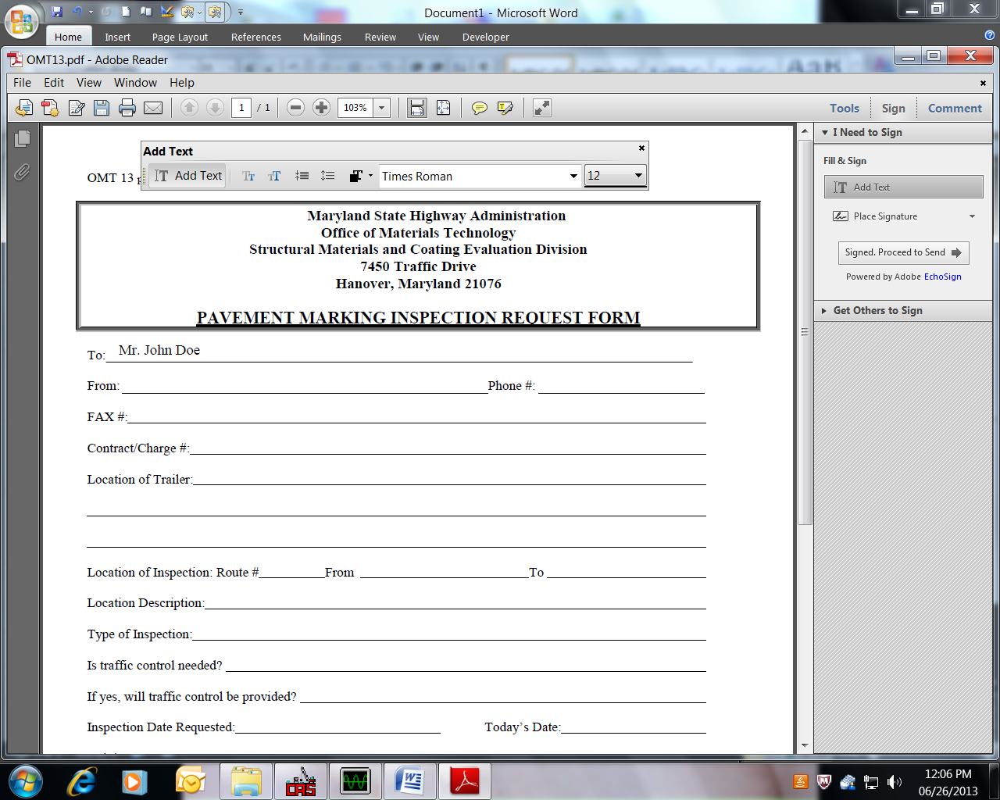 Document1 - Microsoft Word
Home Insert Page Layout References Mailings Review View Developer
OMT13.pdf - Adobe Reader
File Edit View Window Help
1 / 1 103% Tools Sign Comment
I Need to Sign
Fill & Sign
Add Text
Place Signature
Signed. Proceed to Send
Powered by Adobe EchoSign
Get Others to Sign
Add Text
Add Text Times Roman 12
OMT 13
Maryland State Highway Administration
Office of Materials Technology
Structural Materials and Coating Evaluation Division
7450 Traffic Drive
Hanover, Maryland 21076
PAVEMENT MARKING INSPECTION REQUEST FORM
To: Mr. John Doe
From: Phone #:
FAX #:
Contract/Charge #:
Location of Trailer:
Location of Inspection: Route # From To
Location Description:
Type of Inspection:
Is traffic control needed?
If yes, will traffic control be provided?
Inspection Date Requested: Today's Date:
CAS
12:06 PM
06/26/2013